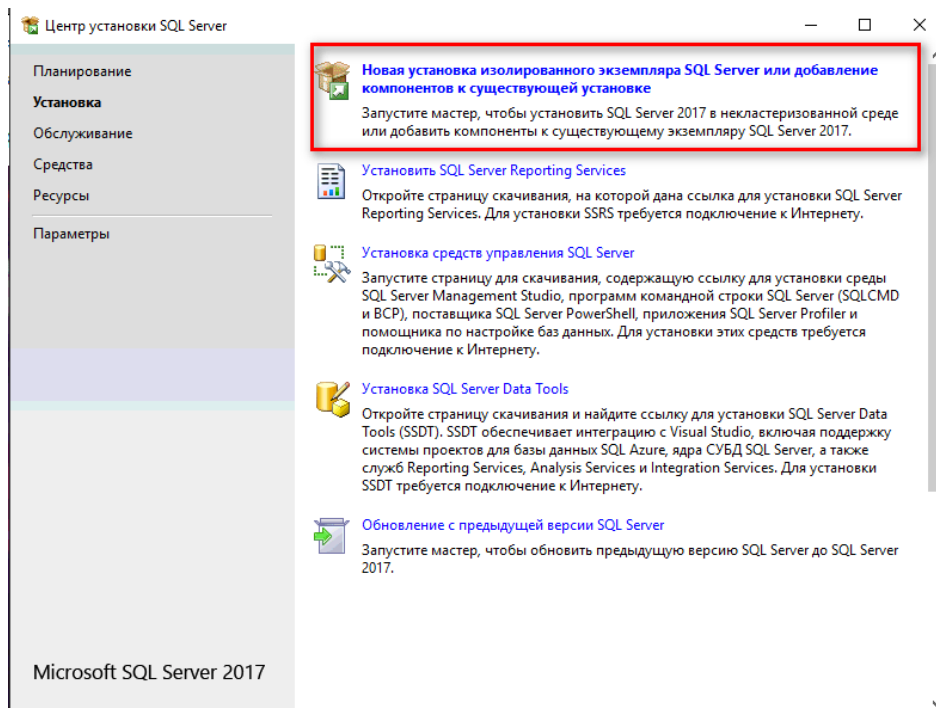 Центр установки SQL Server
Планирование
Установка
Обслуживание
Средства
Ресурсы
Параметры
Новая установка изолированного экземпляра SQL Server или добавление
компонентов к существующей установке
Запустите мастер, чтобы установить SQL Server 2017 в некластеризованной среде
или добавить компоненты к существующему экземпляру SQL Server 2017.
Установить SQL Server Reporting Services
Откройте страницу скачивания, на которой дана ссылка для установки SQL Server
Reporting Services. Для установки SSRS требуется подключение к Интернету.
Установка средств управления SQL Server
Запустите страницу для скачивания, содержащую ссылку для установки среды
SQL Server Management Studio, программ командной строки SQL Server (SQLCMD
и BCP), поставщика SQL Server PowerShell, приложения SQL Server Profiler и
помощника по настройке баз данных. Для установки этих средств требуется
подключение к Интернету.
Установка SQL Server Data Tools
Откройте страницу скачивания и найдите ссылку для установки SQL Server Data
Tools (SSDT). SSDT обеспечивает интеграцию с Visual Studio, включая поддержку
системы проектов для базы данных SQL Azure, ядра СУБД SQL Server, а также
служб Reporting Services, Analysis Services и Integration Services. Для установки
SSDT требуется подключение к Интернету.
Обновление с предыдущей версии SQL Server
Запустите мастер, чтобы обновить предыдущую версию SQL Server до SQL Server
2017.
Microsoft SQL Server 2017